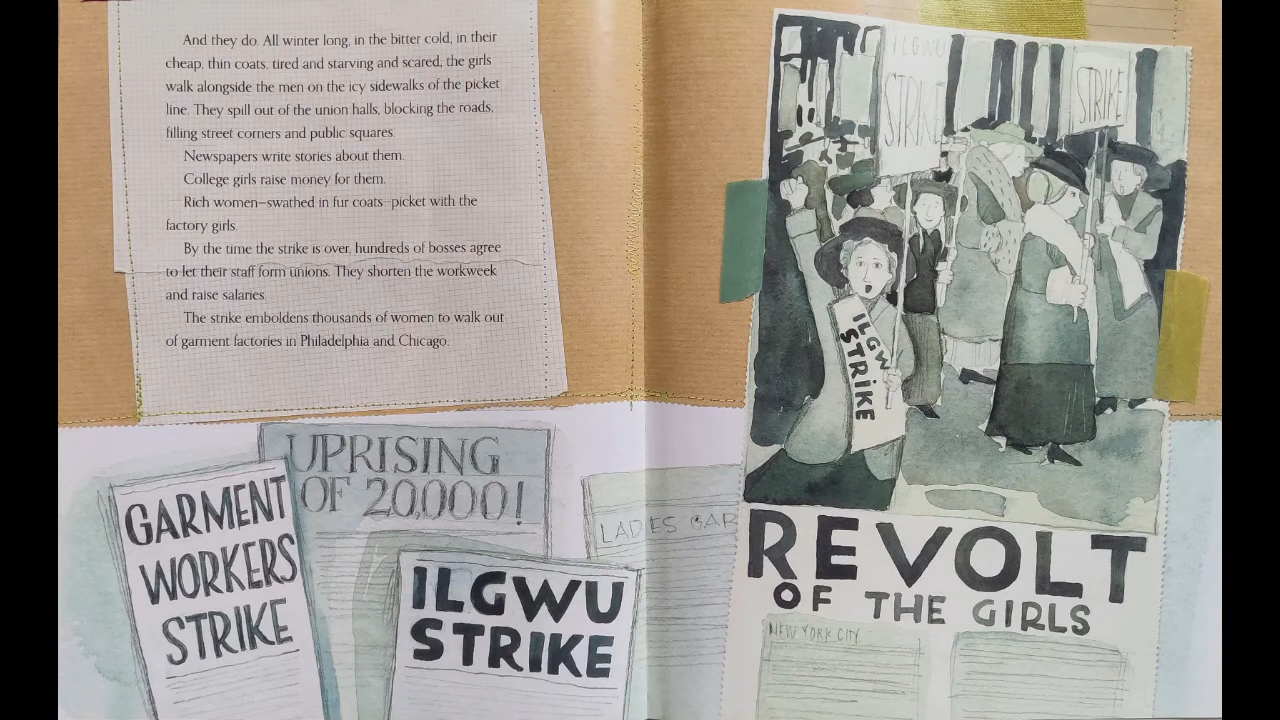 And they do. All winter long, in the bitter cold, in their
cheap, thin coats, tired and starving and scared, the girls
walk alongside the men on the icy sidewalks of the picket
line. They spill out of the union halls, blocking the roads,
filling street corners and public squares.
Newspapers write stories about them.
College girls raise money for them.
Rich women—swathed in fur coats—picket with the
factory girls.
By the time the strike is over, hundreds of bosses agree
to let their staff form unions. They shorten the workweek
and raise salaries.
The strike emboldens thousands of women to walk out
of garment factories in Philadelphia and Chicago.
UPRISING
OF 20,000!
GARMENT
WORKERS
STRIKE
ILGWU
STRIKE
LADIES GAR
ILGWU
STRIKE
STRIKE
ILGW
STRIKE
REVOLT
OF THE GIRLS
NEW YORK CITY